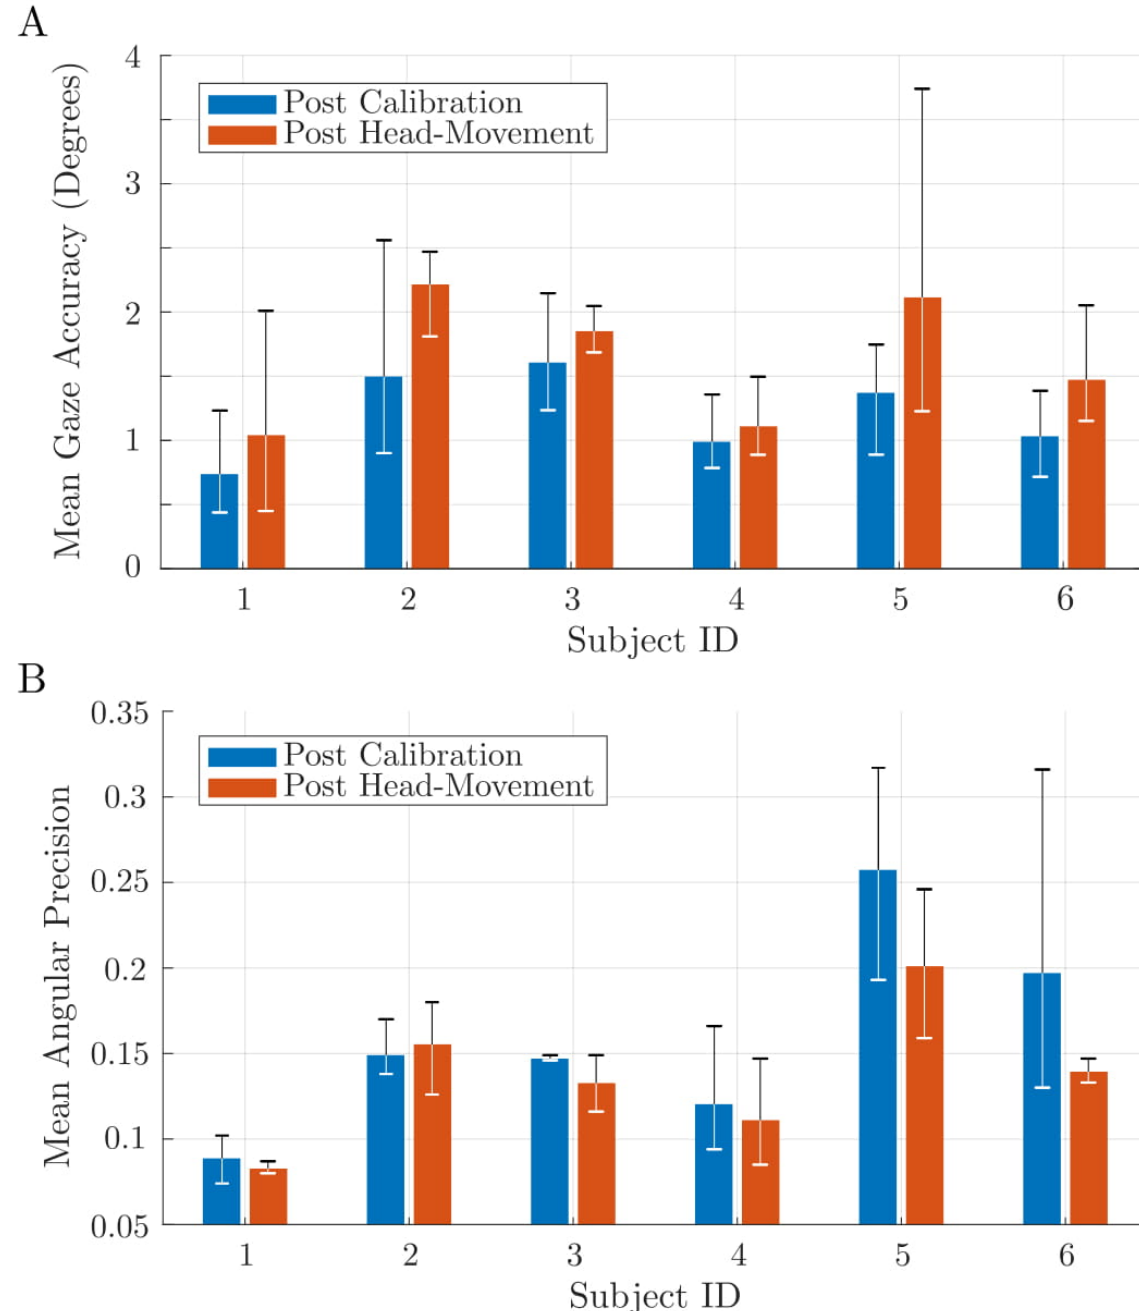 A
Mean Gaze Accuracy (Degrees)
4
3
2
1
0
Post Calibration
Post Head-Movement
1 2 3 4 5 6
Subject ID
B
Mean Angular Precision
0.35
0.3
0.25
0.2
0.15
0.1
0.05
Post Calibration
Post Head-Movement
1 2 3 4 5 6
Subject ID